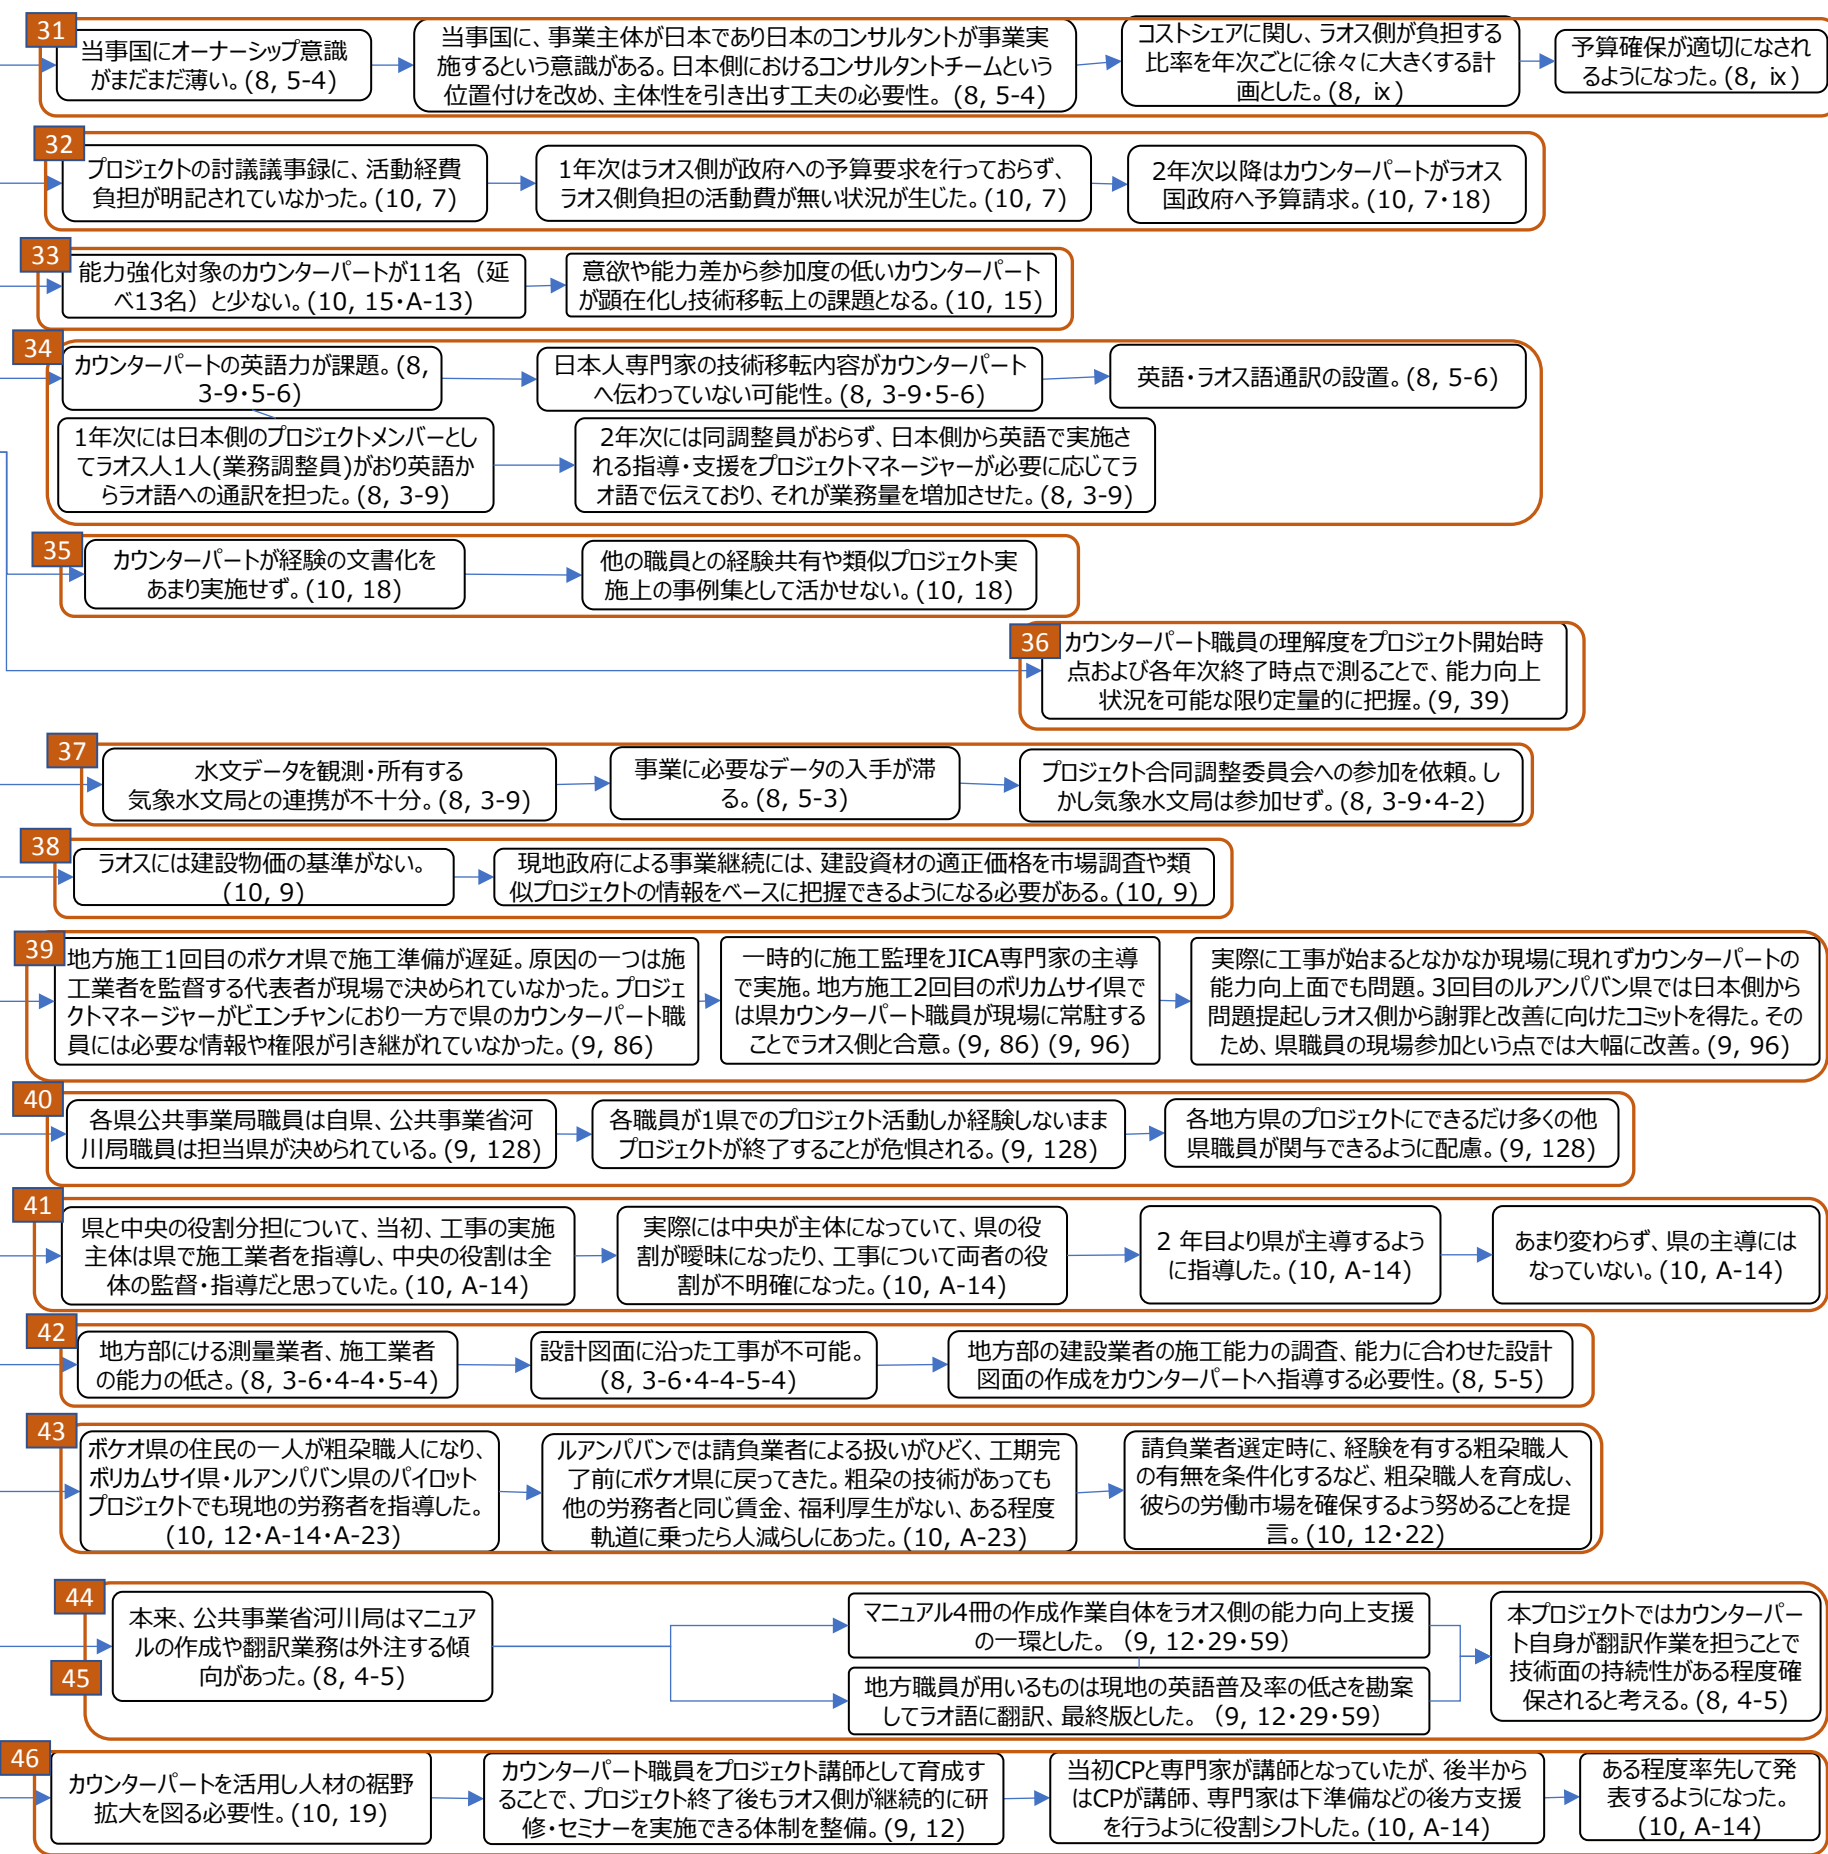 31
当事国にオーナーシップ意識
がまだまだ薄い。(8, 5-4)
当事国に、事業主体が日本であり日本のコンサルタントが事業実
施するという意識がある。日本側におけるコンサルタントチームという
位置付けを改め、主体性を引き出す工夫の必要性。 (8, 5-4)
コストシェアに関し、ラオス側が負担する
比率を年次ごとに徐々に大きくする計
画とした。(8, ⅸ)
予算確保が適切になされ
るようになった。(8, ⅸ)
32
プロジェクトの討議議事録に、活動経費
負担が明記されていなかった。(10, 7)
1年次はラオス側が政府への予算要求を行っておらず、
ラオス側負担の活動費が無い状況が生じた。(10, 7)
2年次以降はカウンターパートがラオス
国政府へ予算請求。(10, 7・18)
33
能力強化対象のカウンターパートが11名（延
べ13名）と少ない。(10, 15・A-13)
意欲や能力差から参加度の低いカウンターパート
が顕在化し技術移転上の課題となる。(10, 15)
34
カウンターパートの英語力が課題。(8,
3-9・5-6)
日本人専門家の技術移転内容がカウンターパート
へ伝わっていない可能性。(8, 3-9・5-6)
英語・ラオス語通訳の設置。(8, 5-6)
1年次には日本側のプロジェクトメンバーとし
てラオス人1人(業務調整員)がおり英語か
らラオ語への通訳を担った。(8, 3-9)
2年次には同調整員がおらず、日本側から英語で実施さ
れる指導・支援をプロジェクトマネージャーが必要に応じてラ
オ語で伝えており、それが業務量を増加させた。(8, 3-9)
35
カウンターパートが経験の文書化を
あまり実施せず。(10, 18)
他の職員との経験共有や類似プロジェクト実
施上の事例集として活かせない。(10, 18)
36
カウンターパート職員の理解度をプロジェクト開始時
点および各年次終了時点で測ることで、能力向上
状況を可能な限り定量的に把握。(9, 39)
37
水文データを観測・所有する
気象水文局との連携が不十分。(8, 3-9)
事業に必要なデータの入手が滞
る。(8, 5-3)
プロジェクト合同調整委員会への参加を依頼。し
かし気象水文局は参加せず。(8, 3-9・4-2)
38
ラオスには建設物価の基準がない。
(10, 9)
現地政府による事業継続には、建設資材の適正価格を市場調査や類
似プロジェクトの情報をベースに把握できるようになる必要がある。(10, 9)
39
地方施工1回目のボケオ県で施工準備が遅延。原因の一つは施
工業者を監督する代表者が現場で決められていなかった。プロジェ
クトマネージャーがビエンチャンにおり一方で県のカウンターパート職
員には必要な情報や権限が引き継がれていなかった。(9, 86)
一時的に施工監理をJICA専門家の主導
で実施。地方施工2回目のボリカムサイ県で
は県カウンターパート職員が現場に常駐する
ことでラオス側と合意。(9, 86) (9, 96)
実際に工事が始まるとなかなか現場に現れずカウンターパートの
能力向上面でも問題。3回目のルアンパバン県では日本側から
問題提起しラオス側から謝罪と改善に向けたコミットを得た。その
ため、県職員の現場参加という点では大幅に改善。(9, 96)
40
各県公共事業局職員は自県、公共事業省河
川局職員は担当県が決められている。(9, 128)
各職員が1県でのプロジェクト活動しか経験しないまま
プロジェクトが終了することが危惧される。(9, 128)
各地方県のプロジェクトにできるだけ多くの他
県職員が関与できるように配慮。(9, 128)
41
県と中央の役割分担について、当初、工事の実施
主体は県で施工業者を指導し、中央の役割は全
体の監督・指導だと思っていた。(10, A-14)
実際には中央が主体になっていて、県の役
割が曖昧になったり、工事について両者の役
割が不明確になった。(10, A-14)
2 年目より県が主導するよう
に指導した。(10, A-14)
あまり変わらず、県の主導には
なっていない。(10, A-14)
42
地方部にける測量業者、施工業者
の能力の低さ。(8, 3-6・4-4・5-4)
設計図面に沿った工事が不可能。
(8, 3-6・4-4-5-4)
地方部の建設業者の施工能力の調査、能力に合わせた設計
図面の作成をカウンターパートへ指導する必要性。(8, 5-5)
43
ボケオ県の住民の一人が粗朶職人になり、
ボリカムサイ県・ルアンパバン県のパイロット
プロジェクトでも現地の労務者を指導した。
(10, 12・A-14・A-23)
ルアンパバンでは請負業者による扱いがひどく、工期完
了前にボケオ県に戻ってきた。粗朶の技術があっても
他の労務者と同じ賃金、福利厚生がない、ある程度
軌道に乗ったら人減らしにあった。(10, A-23)
請負業者選定時に、経験を有する粗朶職人
の有無を条件化するなど、粗朶職人を育成し、
彼らの労働市場を確保するよう努めることを提
言。(10, 12・22)
44
45
本来、公共事業省河川局はマニュア
ルの作成や翻訳業務は外注する傾
向があった。(8, 4-5)
マニュアル4冊の作成作業自体をラオス側の能力向上支援
の一環とした。（9, 12・29・59）
地方職員が用いるものは現地の英語普及率の低さを勘案
してラオ語に翻訳、最終版とした。（9, 12・29・59）
本プロジェクトではカウンターパー
ト自身が翻訳作業を担うことで
技術面の持続性がある程度確
保されると考える。(8, 4-5)
46
カウンターパートを活用し人材の裾野
拡大を図る必要性。(10, 19)
カウンターパート職員をプロジェクト講師として育成す
ることで、プロジェクト終了後もラオス側が継続的に研
修・セミナーを実施できる体制を整備。(9, 12)
当初CPと専門家が講師となっていたが、後半から
はCPが講師、専門家は下準備などの後方支援
を行うように役割シフトした。(10, A-14)
ある程度率先して発
表するようになった。
(10, A-14)